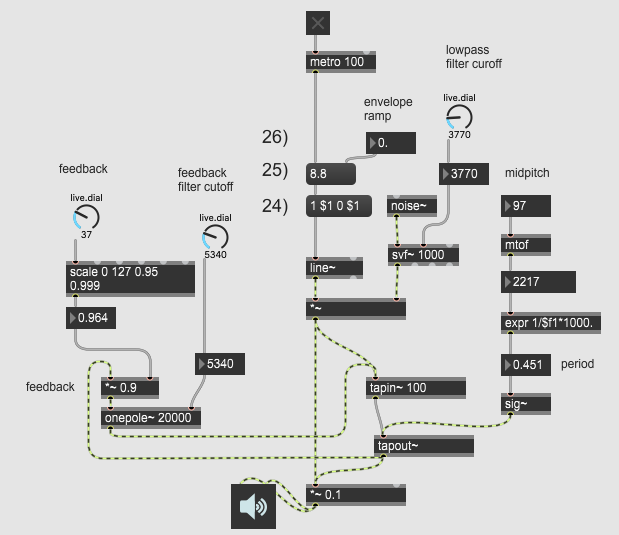 metro 100
lowpass
filter curoff
live.dial
3770
envelope
ramp
26)
0.
25)
8.8
3770
24)
1 $1 0 $1
noise~
midpitch
97
feedback
live.dial
37
feedback
filter cutoff
live.dial
5340
mtof
line~
svf~ 1000
scale 0 127 0.95
0.999
2217
*~
0.964
expr 1/$f1*1000.
5340
0.451
period
feedback
*~ 0.9
tapin~ 100
sig~
onepole~ 20000
tapout~
*~ 0.1